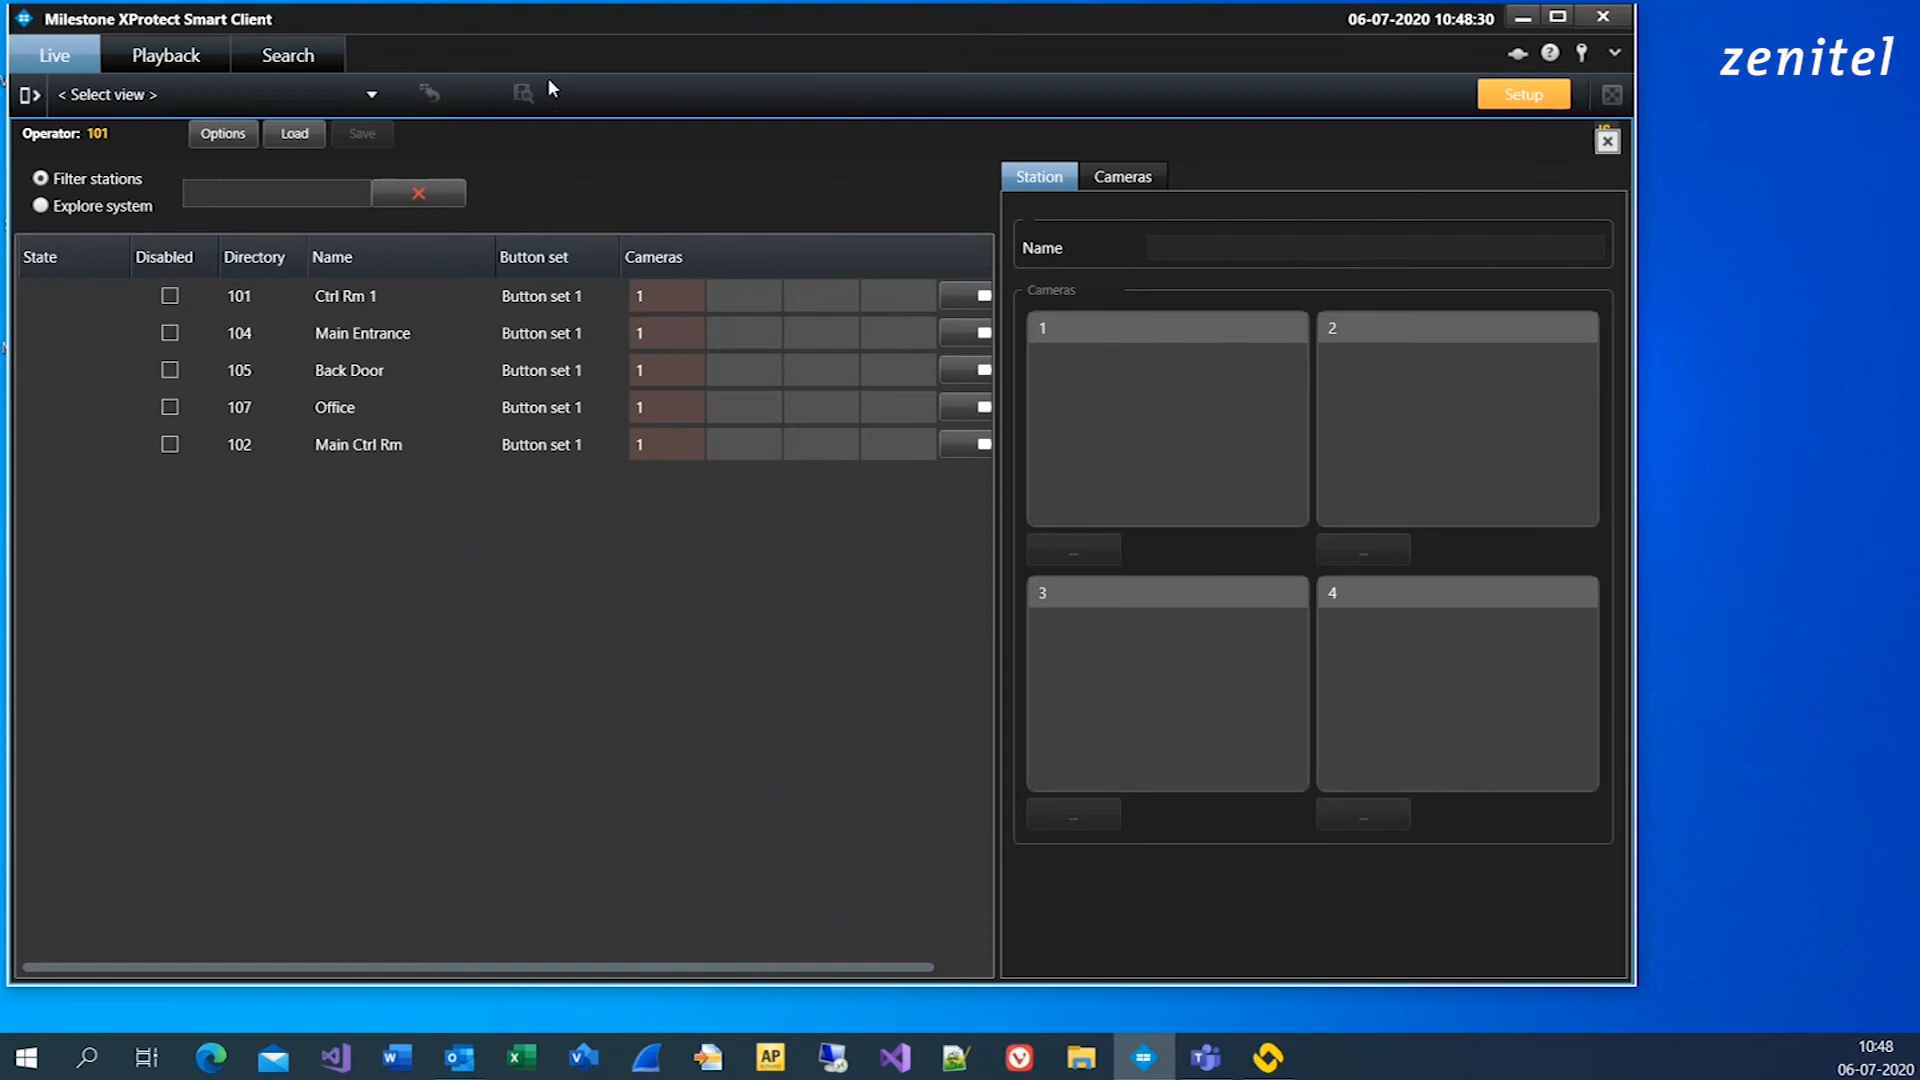 Milestone XProtect Smart Client
06-07-2020 10:48:30
zenitel
Live
Playback
Search
< Select view >
Setup
Operator: 101
Options
Load
Save
Filter stations
Explore system
Station
Cameras
State
Disabled
Directory
Name
Button set
Cameras
101 Ctrl Rm 1 Button set 1 1
104 Main Entrance Button set 1 1
105 Back Door Button set 1 1
107 Office Button set 1 1
102 Main Ctrl Rm Button set 1 1
Name
Cameras
1
2
...
...
3
4
...
...
10:48
06-07-2020